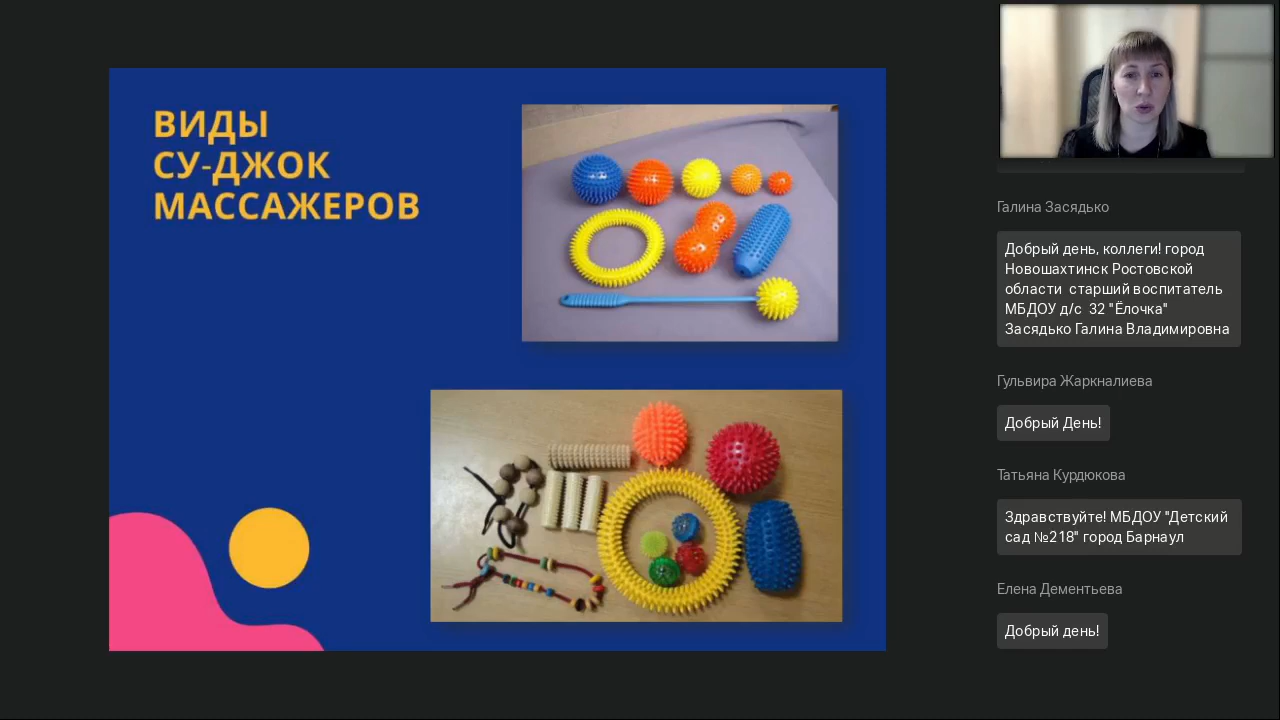 ВИДЫ
СУ-ДЖОК
МАССАЖЕРОВ
Галина Засядько
Добрый день, коллеги! город
Новошахтинск Ростовской
области старший воспитатель
МБДОУ д/с 32 "Ёлочка"
Засядько Галина Владимировна
Гульвира Жаркналиева
Добрый День!
Татьяна Курдюкова
Здравствуйте! МБДОУ "Детский
сад №218" город Барнаул
Елена Дементьева
Добрый день!